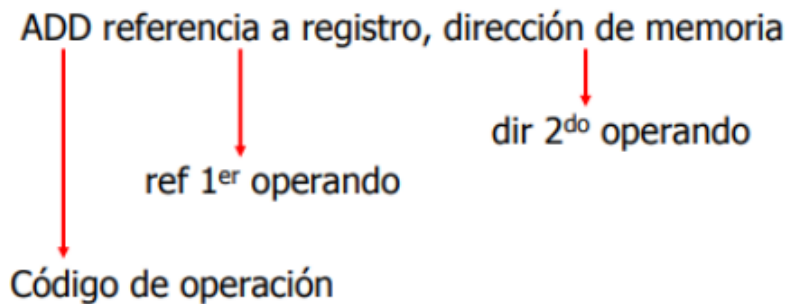 ADD referencia a registro, dirección de memoria
dir 2do operando
ref 1er operando
Código de operación